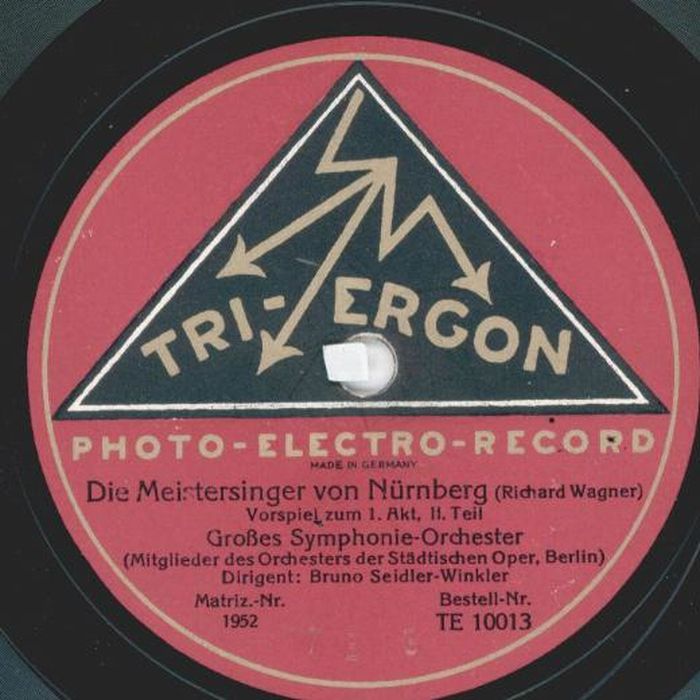 TRI-ERGON
PHOTO-ELECTRO-RECORD
MADE IN GERMANY
Die Meistersinger von Nürnberg (Richard Wagner)
Vorspiel zum 1. Akt, II. Teil
Großes Symphonie-Orchester
(Mitglieder des Orchesters der Städtischen Oper, Berlin)
Dirigent: Bruno Seidler-Winkler
Matriz.-Nr. Bestell-Nr.
1952 TE 10013